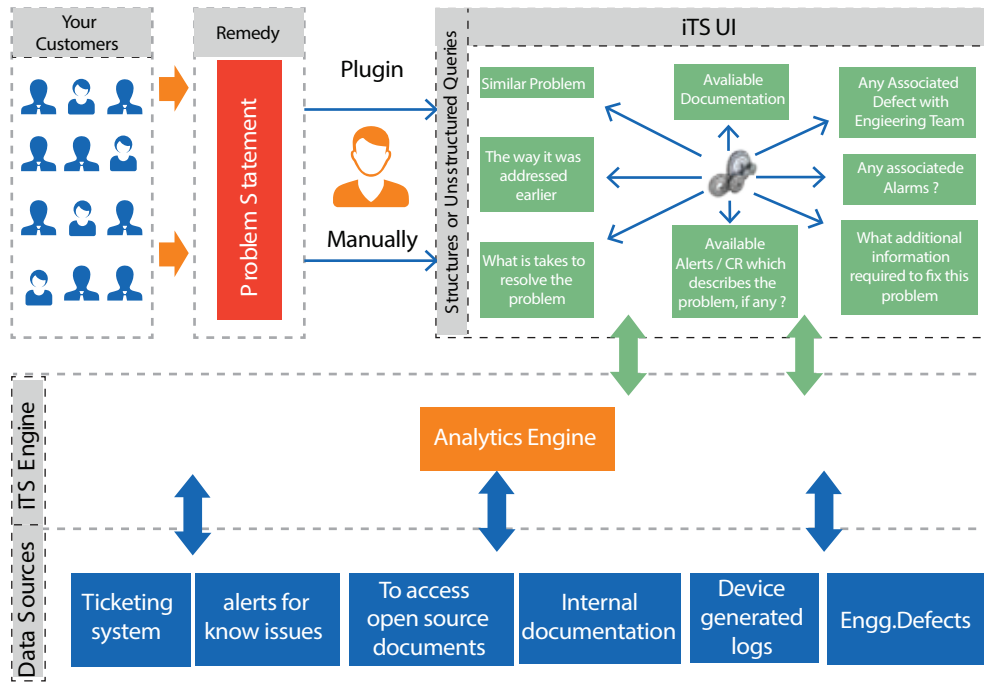 Your
Customers
Remedy
Problem Statement
Plugin
Manually
Structures or Unsstructured Queries
iTS UI
Similar Problem
The way it was
addressed
earlier
What is takes to
resolve the
problem
Avaliable
Documentation
Available
Alerts / CR which
describes the
problem, if any ?
Any Associated
Defect with
Engieering Team
Any associatede
Alarms ?
What additional
information
required to fix this
problem
iTS Engine
Analytics Engine
Data Sources
Ticketing
system
alerts for
know issues
To access
open source
documents
Internal
documentation
Device
generated
logs
Engg.Defects